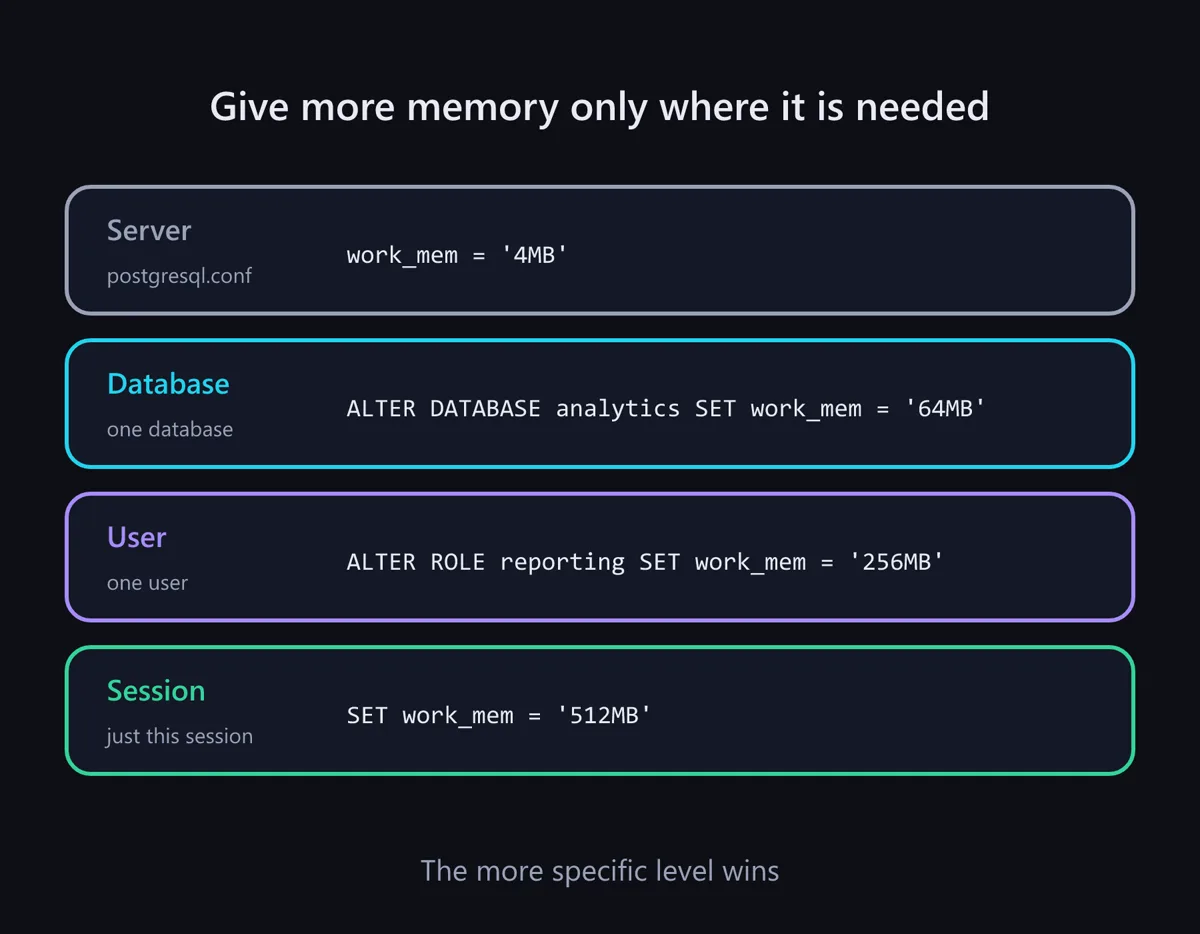 Give more memory only where it is needed
Server
postgresql.conf
work_mem = '4MB'
Database
one database
ALTER DATABASE analytics SET work_mem = '64MB'
User
one user
ALTER ROLE reporting SET work_mem = '256MB'
Session
just this session
SET work_mem = '512MB'
The more specific level wins